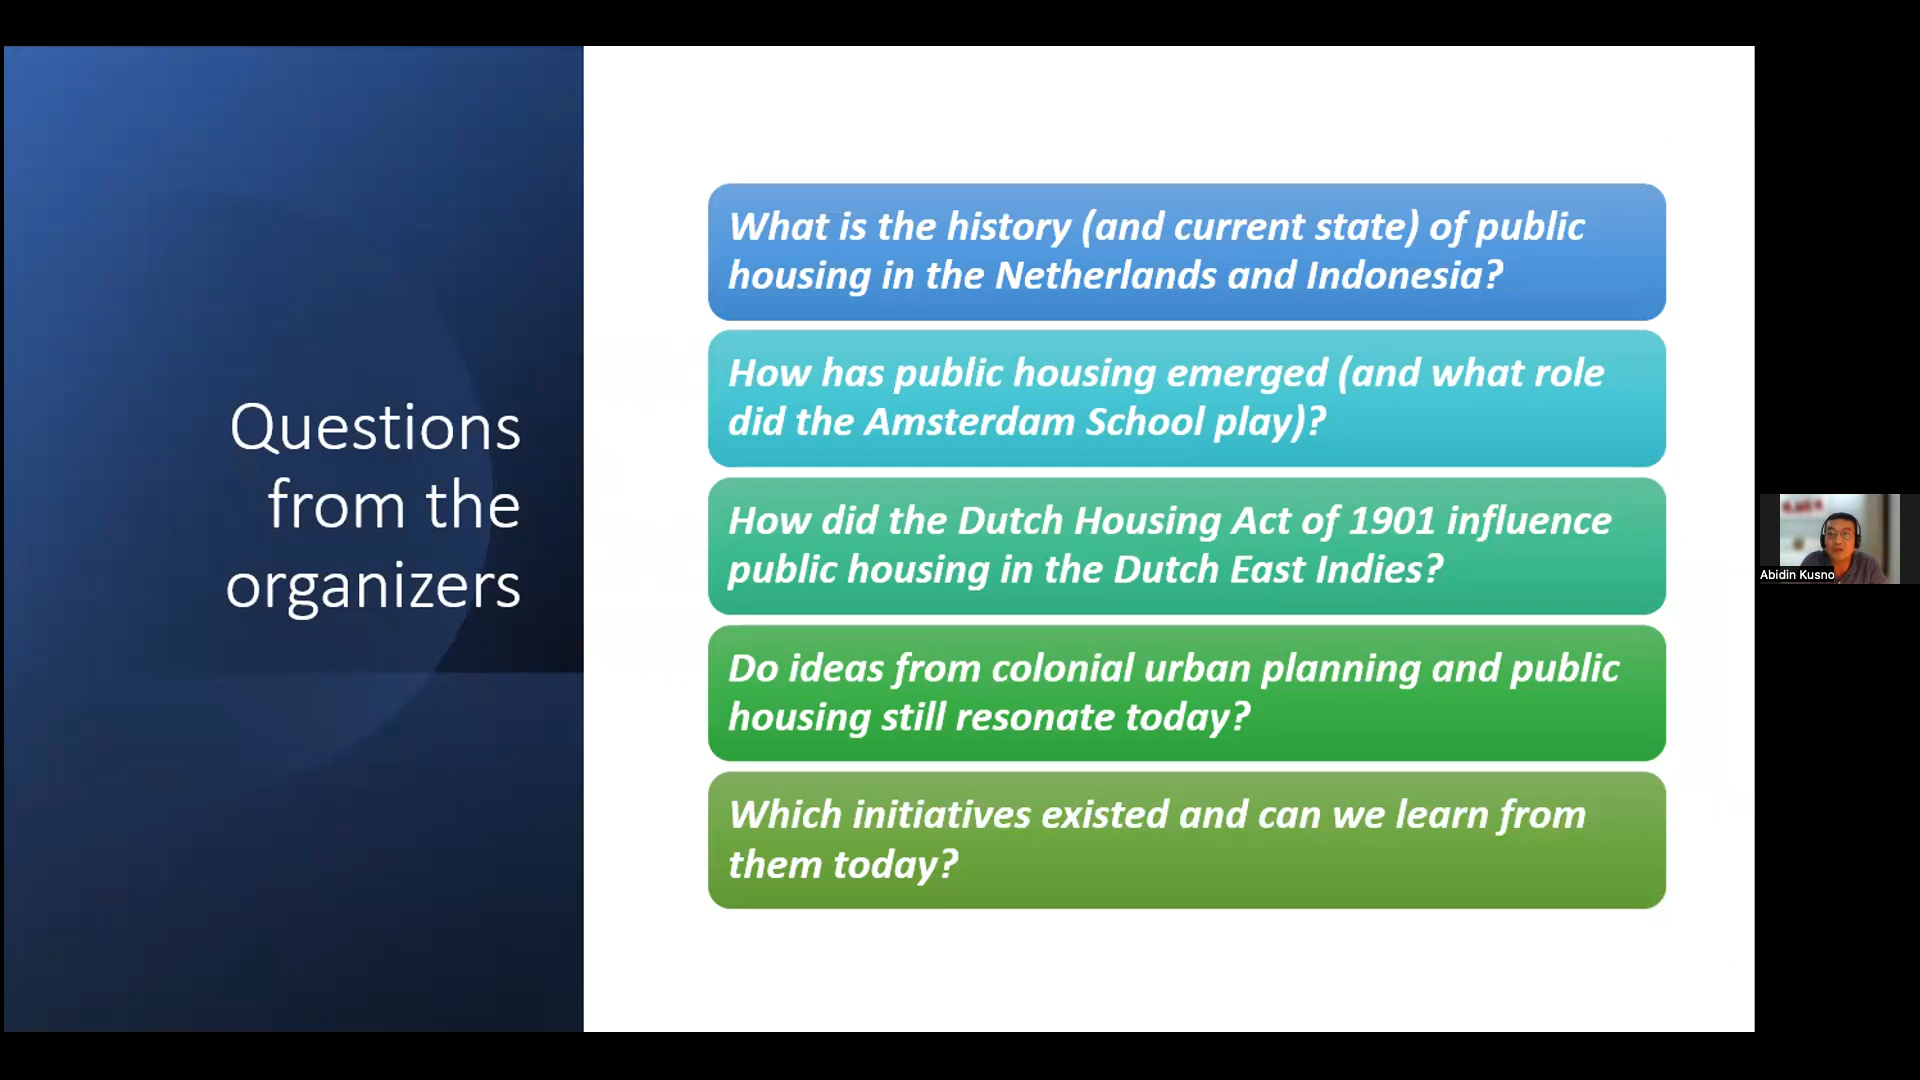 Questions
from the
organizers
What is the history (and current state) of public
housing in the Netherlands and Indonesia?
How has public housing emerged (and what role
did the Amsterdam School play)?
How did the Dutch Housing Act of 1901 influence
public housing in the Dutch East Indies?
Do ideas from colonial urban planning and public
housing still resonate today?
Which initiatives existed and can we learn from
them today?
Abidin Kusno